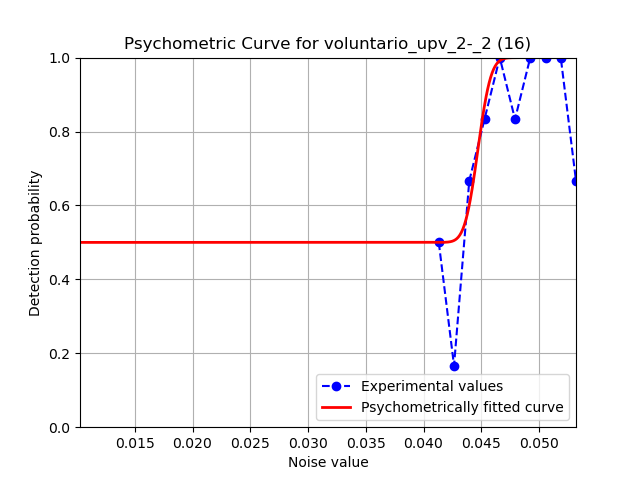 Psychometric Curve for voluntario_upv_2-_2 (16)
1.0
0.8
0.6
0.4
0.2
0.0
Detection probability
Experimental values
Psychometrically fitted curve
0.015 0.020 0.025 0.030 0.035 0.040 0.045 0.050
Noise value